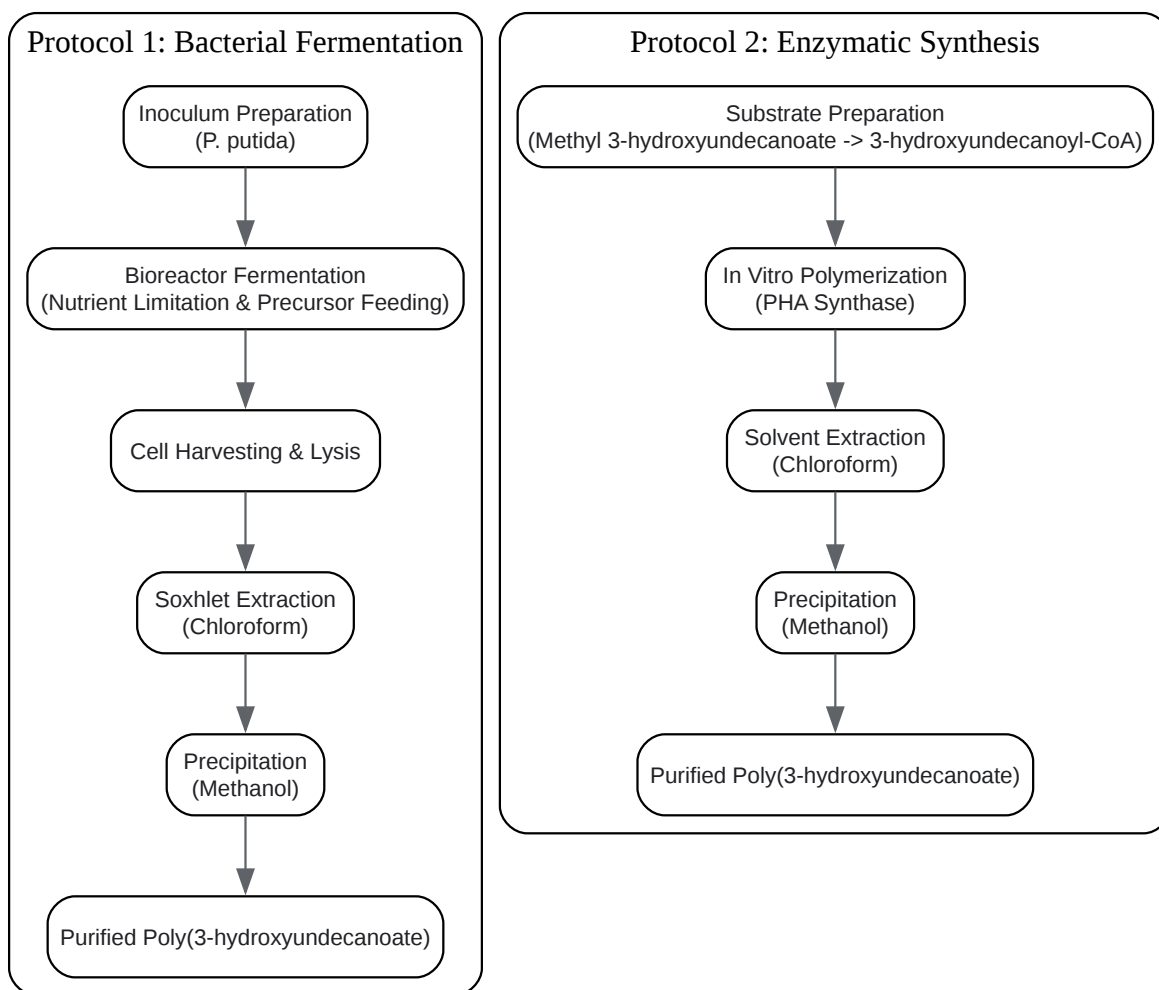 Protocol 1: Bacterial Fermentation
Inoculum Preparation
(P. putida)
Bioreactor Fermentation
(Nutrient Limitation & Precursor Feeding)
Cell Harvesting & Lysis
Soxhlet Extraction
(Chloroform)
Precipitation
(Methanol)
Purified Poly(3-hydroxyundecanoate)
Protocol 2: Enzymatic Synthesis
Substrate Preparation
(Methyl 3-hydroxyundecanoate -> 3-hydroxyundecanoyl-CoA)
In Vitro Polymerization
(PHA Synthase)
Solvent Extraction
(Chloroform)
Precipitation
(Methanol)
Purified Poly(3-hydroxyundecanoate)